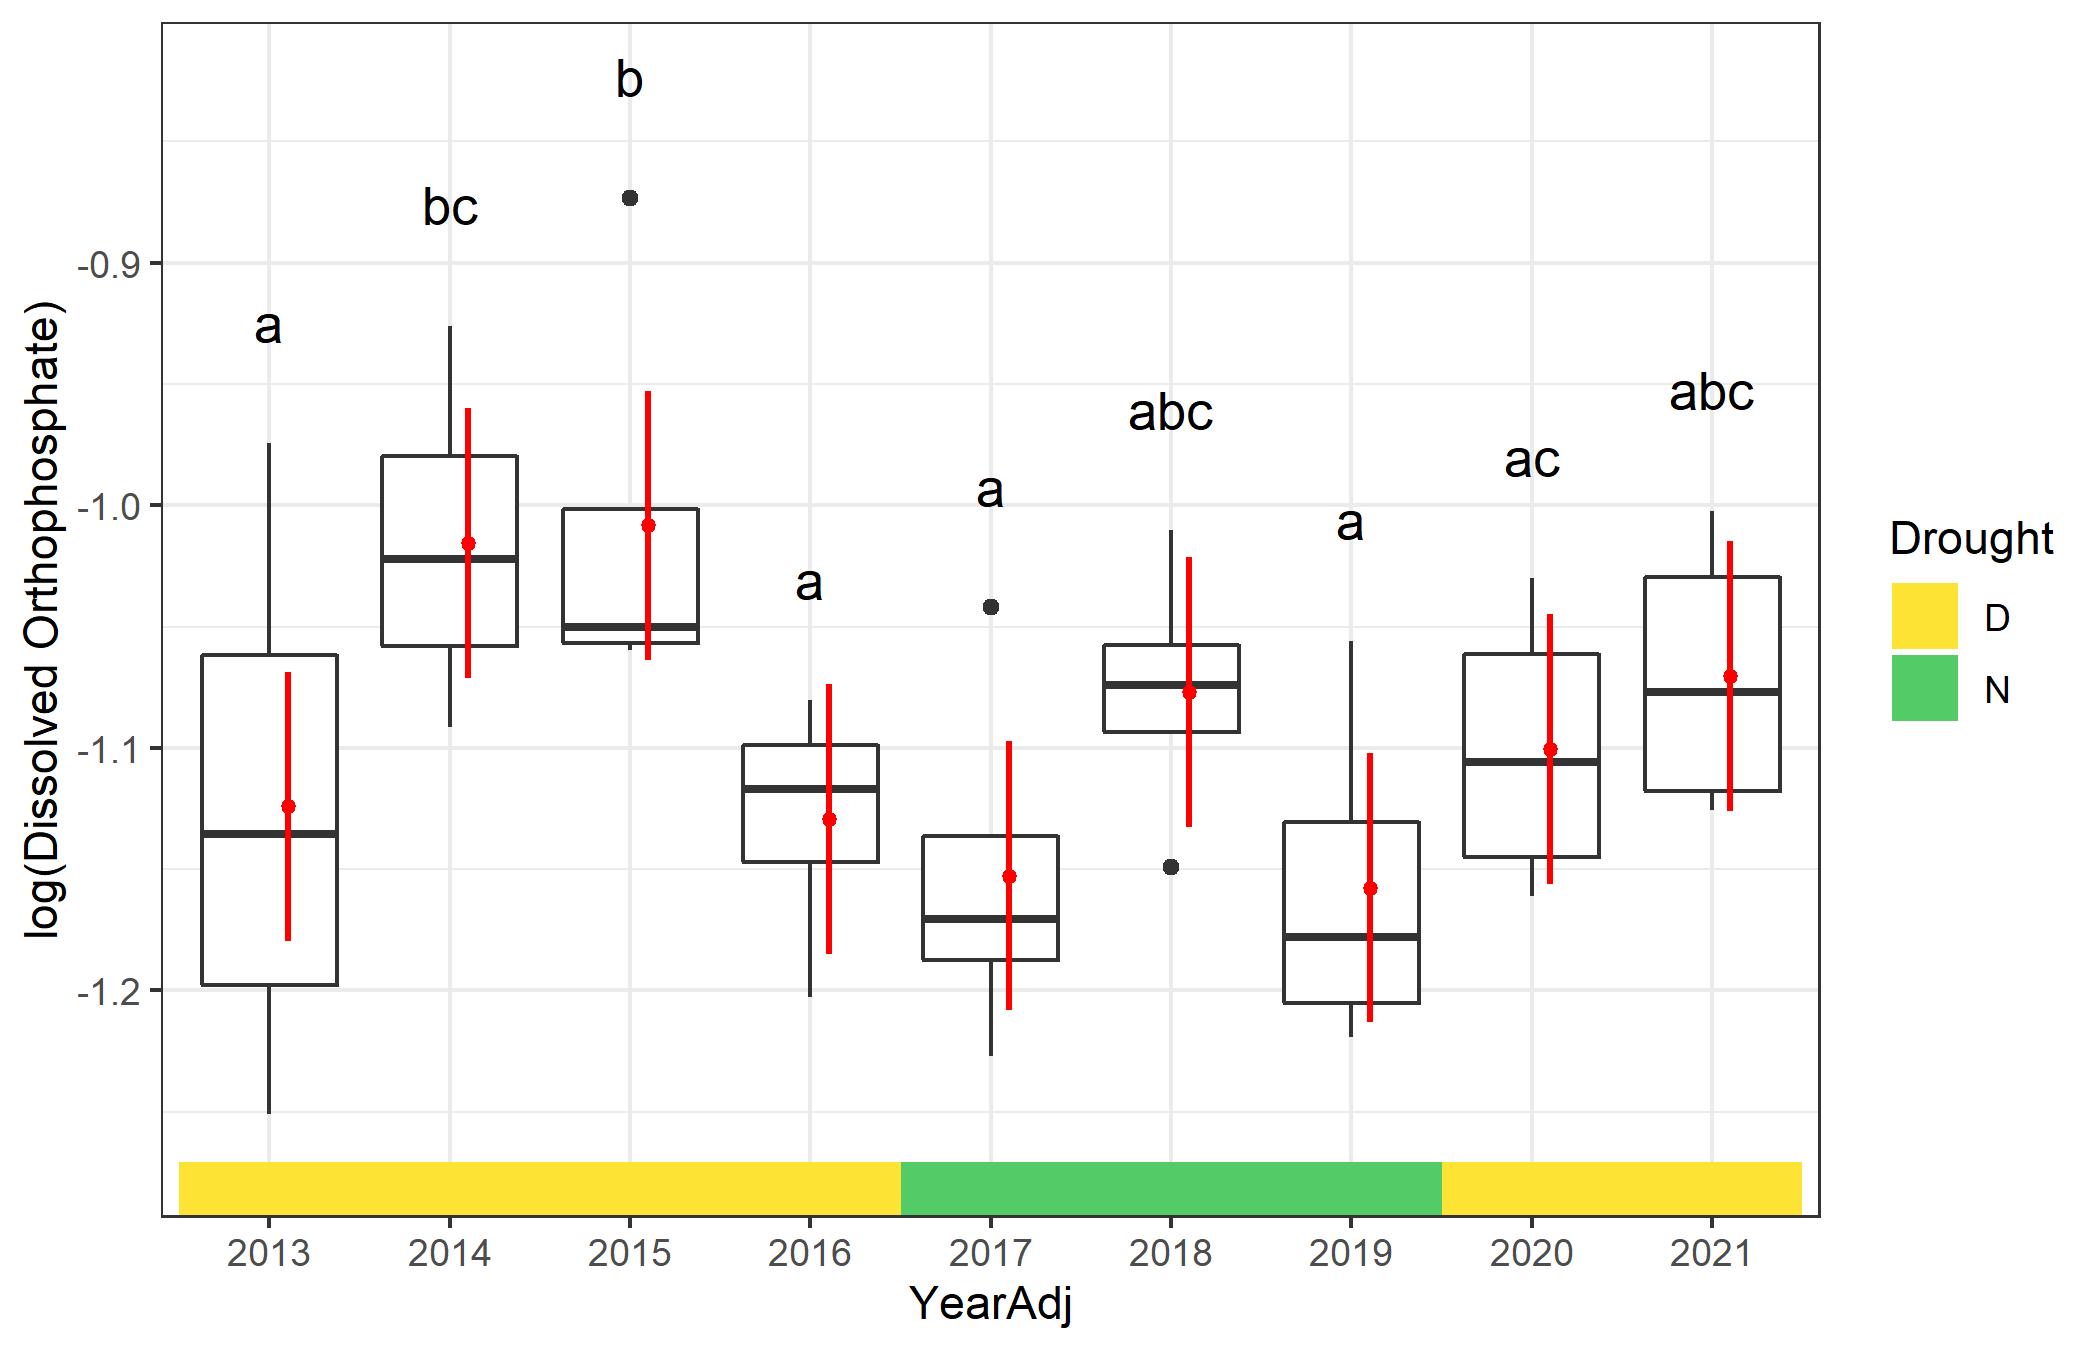 b
bc
a
abc
abc
a
ac
a
a
-0.9
-1.0
-1.1
-1.2
log(Dissolved Orthophosphate)
2013 2014 2015 2016 2017 2018 2019 2020 2021
YearAdj
Drought
D
N